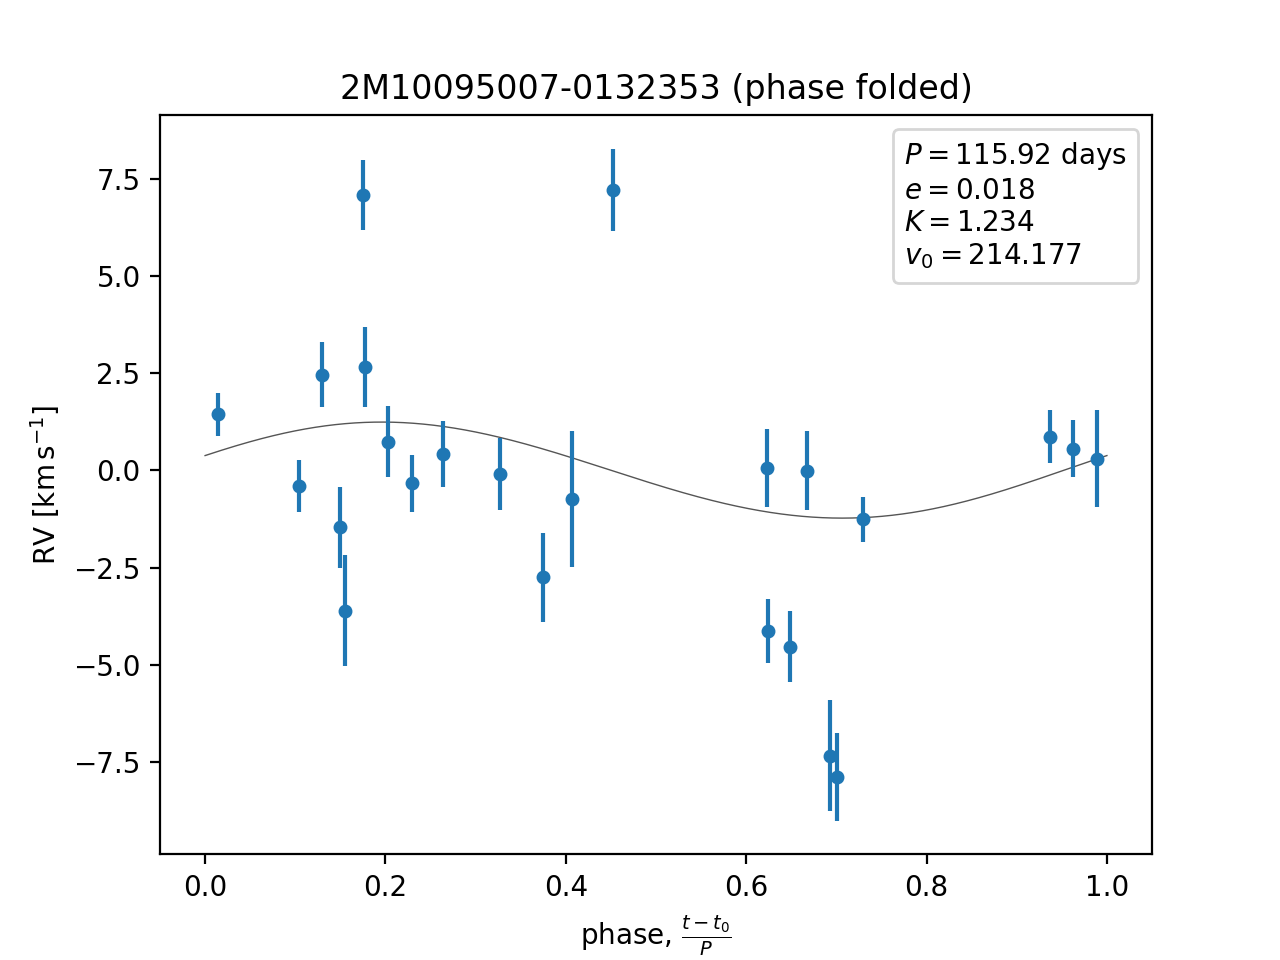 2M10095007-0132353 (phase folded)
P = 115.92 days
e = 0.018
K = 1.234
v₀ = 214.177
7.5
5.0
2.5
0.0
−2.5
−5.0
−7.5
RV [km s⁻¹]
0.0 0.2 0.4 0.6 0.8 1.0
phase, (t − t₀)/P